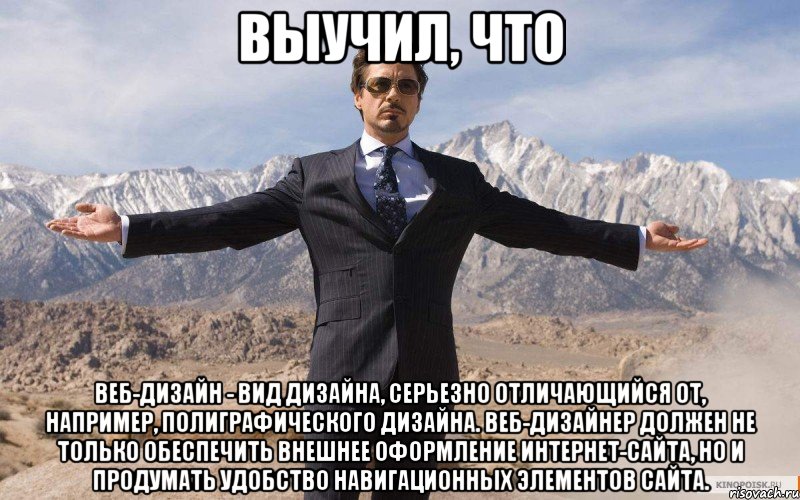 ВЫУЧИЛ, ЧТО
ВЕБ-ДИЗАЙН - ВИД ДИЗАЙНА, СЕРЬЕЗНО ОТЛИЧАЮЩИЙСЯ ОТ,
НАПРИМЕР, ПОЛИГРАФИЧЕСКОГО ДИЗАЙНА. ВЕБ-ДИЗАЙНЕР ДОЛЖЕН НЕ
ТОЛЬКО ОБЕСПЕЧИТЬ ВНЕШНЕЕ ОФОРМЛЕНИЕ ИНТЕРНЕТ-САЙТА, НО И
ПРОДУМАТЬ УДОБСТВО НАВИГАЦИОННЫХ ЭЛЕМЕНТОВ САЙТА.
KINOPOISK.RU
risovach.ru